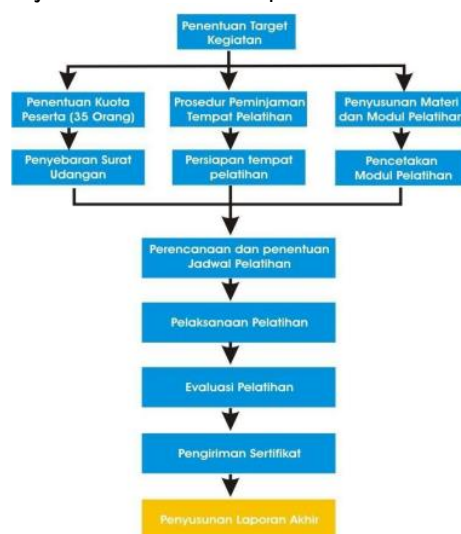 Penentuan Target
Kegiatan
Penentuan Kuota
Peserta (35 Orang)
Prosedur Peminjaman
Tempat Pelatihan
Penyusunan Materi
dan Modul Pelatihan
Penyebaran Surat
Udangan
Persiapan tempat
pelatihan
Pencetakan
Modul Pelatihan
Perencanaan dan penentuan
Jadwal Pelatihan
Pelaksanaan Pelatihan
Evaluasi Pelatihan
Pengiriman Sertifikat
Penyusunan Laporan Akhir